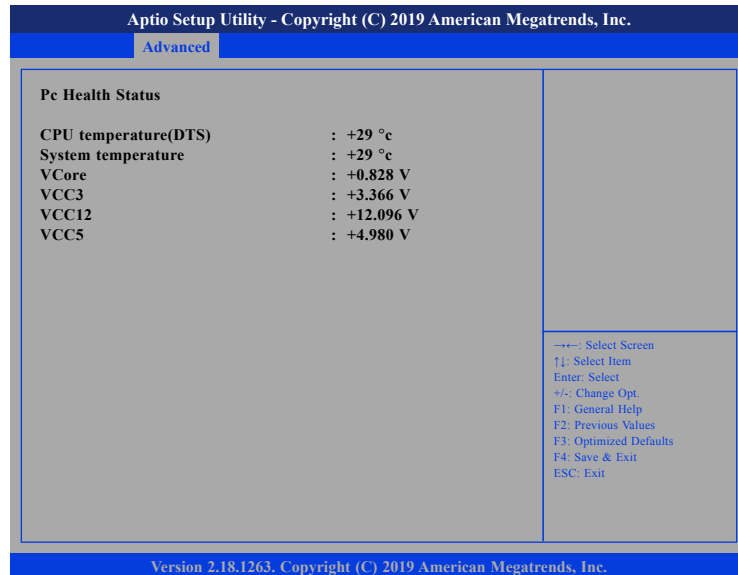 Aptio Setup Utility - Copyright (C) 2019 American Megatrends, Inc.
Advanced
Pc Health Status
CPU temperature(DTS) : +29 °c
System temperature : +29 °c
VCore : +0.828 V
VCC3 : +3.366 V
VCC12 : +12.096 V
VCC5 : +4.980 V
→←: Select Screen
↑↓: Select Item
Enter: Select
+/-: Change Opt.
F1: General Help
F2: Previous Values
F3: Optimized Defaults
F4: Save & Exit
ESC: Exit
Version 2.18.1263. Copyright (C) 2019 American Megatrends, Inc.